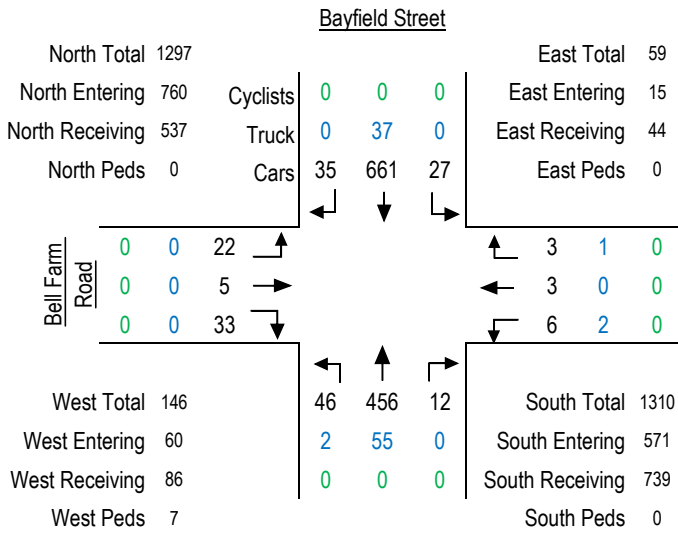 Bayfield Street
North Total 1297
North Entering 760
North Receiving 537
North Peds 0
Cyclists 0 0 0
Truck 0 37 0
Cars 35 661 27
East Total 59
East Entering 15
East Receiving 44
East Peds 0
Bell Farm
Road
0 0 22
0 0 5
0 0 33
3 1 0
3 0 0
6 2 0
West Total 146
West Entering 60
West Receiving 86
West Peds 7
46 456 12
2 55 0
0 0 0
South Total 1310
South Entering 571
South Receiving 739
South Peds 0